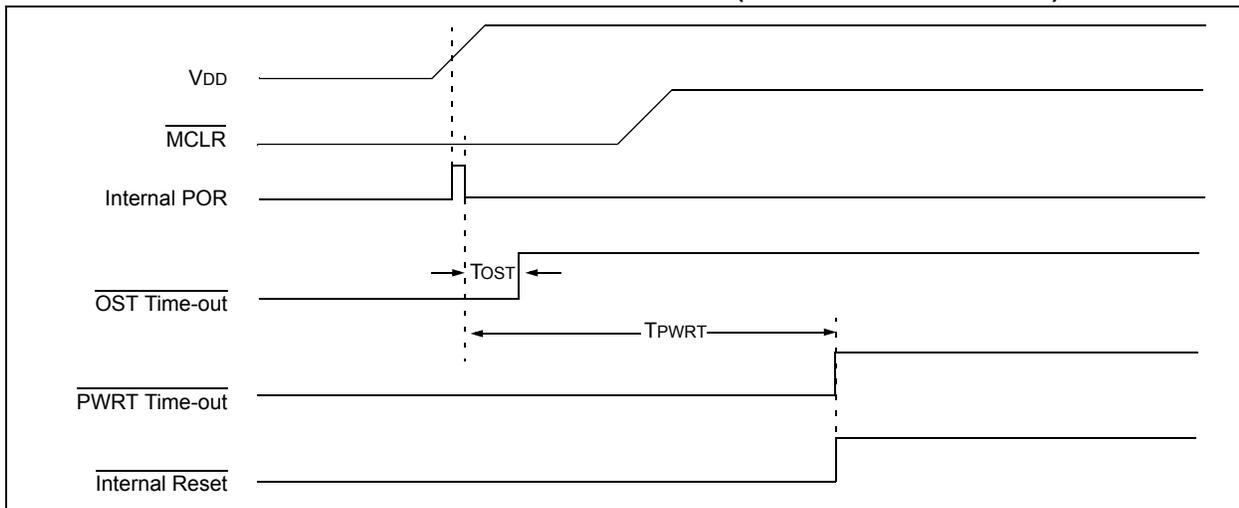 VDD
MCLR
Internal POR
TOST
OST Time-out
TPWRT
PWRT Time-out
Internal Reset